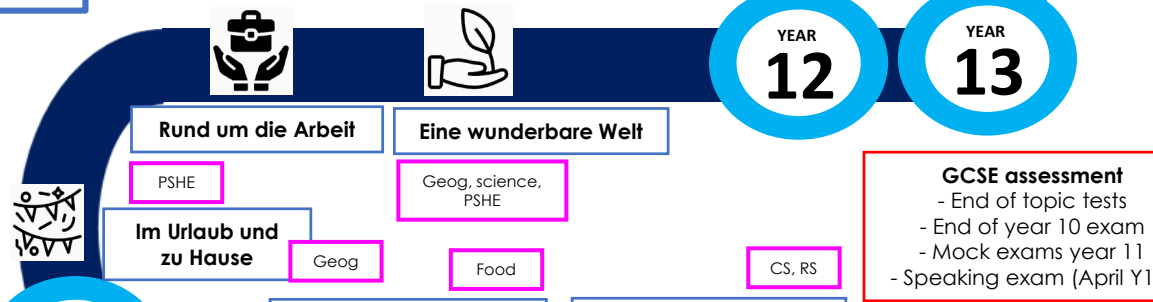 YEAR
12
YEAR
13
Rund um die Arbeit
Eine wunderbare Welt
PSHE
Geog, science,
PSHE
Im Urlaub und
zu Hause
Geog
Food
CS, RS
GCSE assessment
- End of topic tests
- End of year 10 exam
- Mock exams year 11
- Speaking exam (April Y1